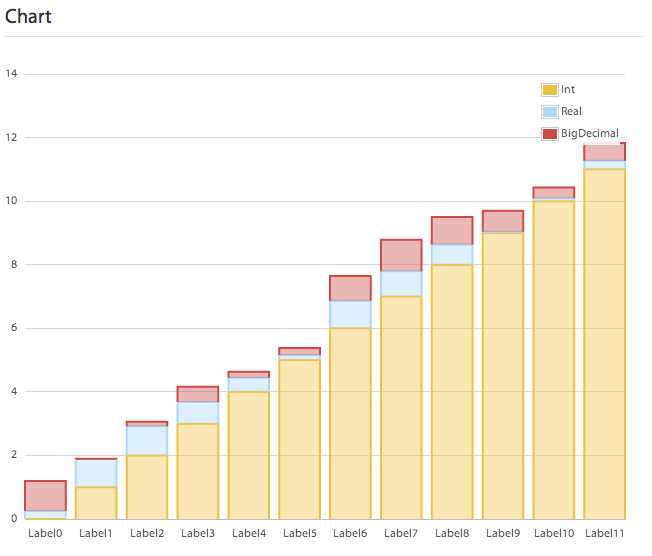 Chart
14
12
10
8
6
4
2
0
Int
Real
BigDecimal
Label0 Label1 Label2 Label3 Label4 Label5 Label6 Label7 Label8 Label9 Label10 Label11